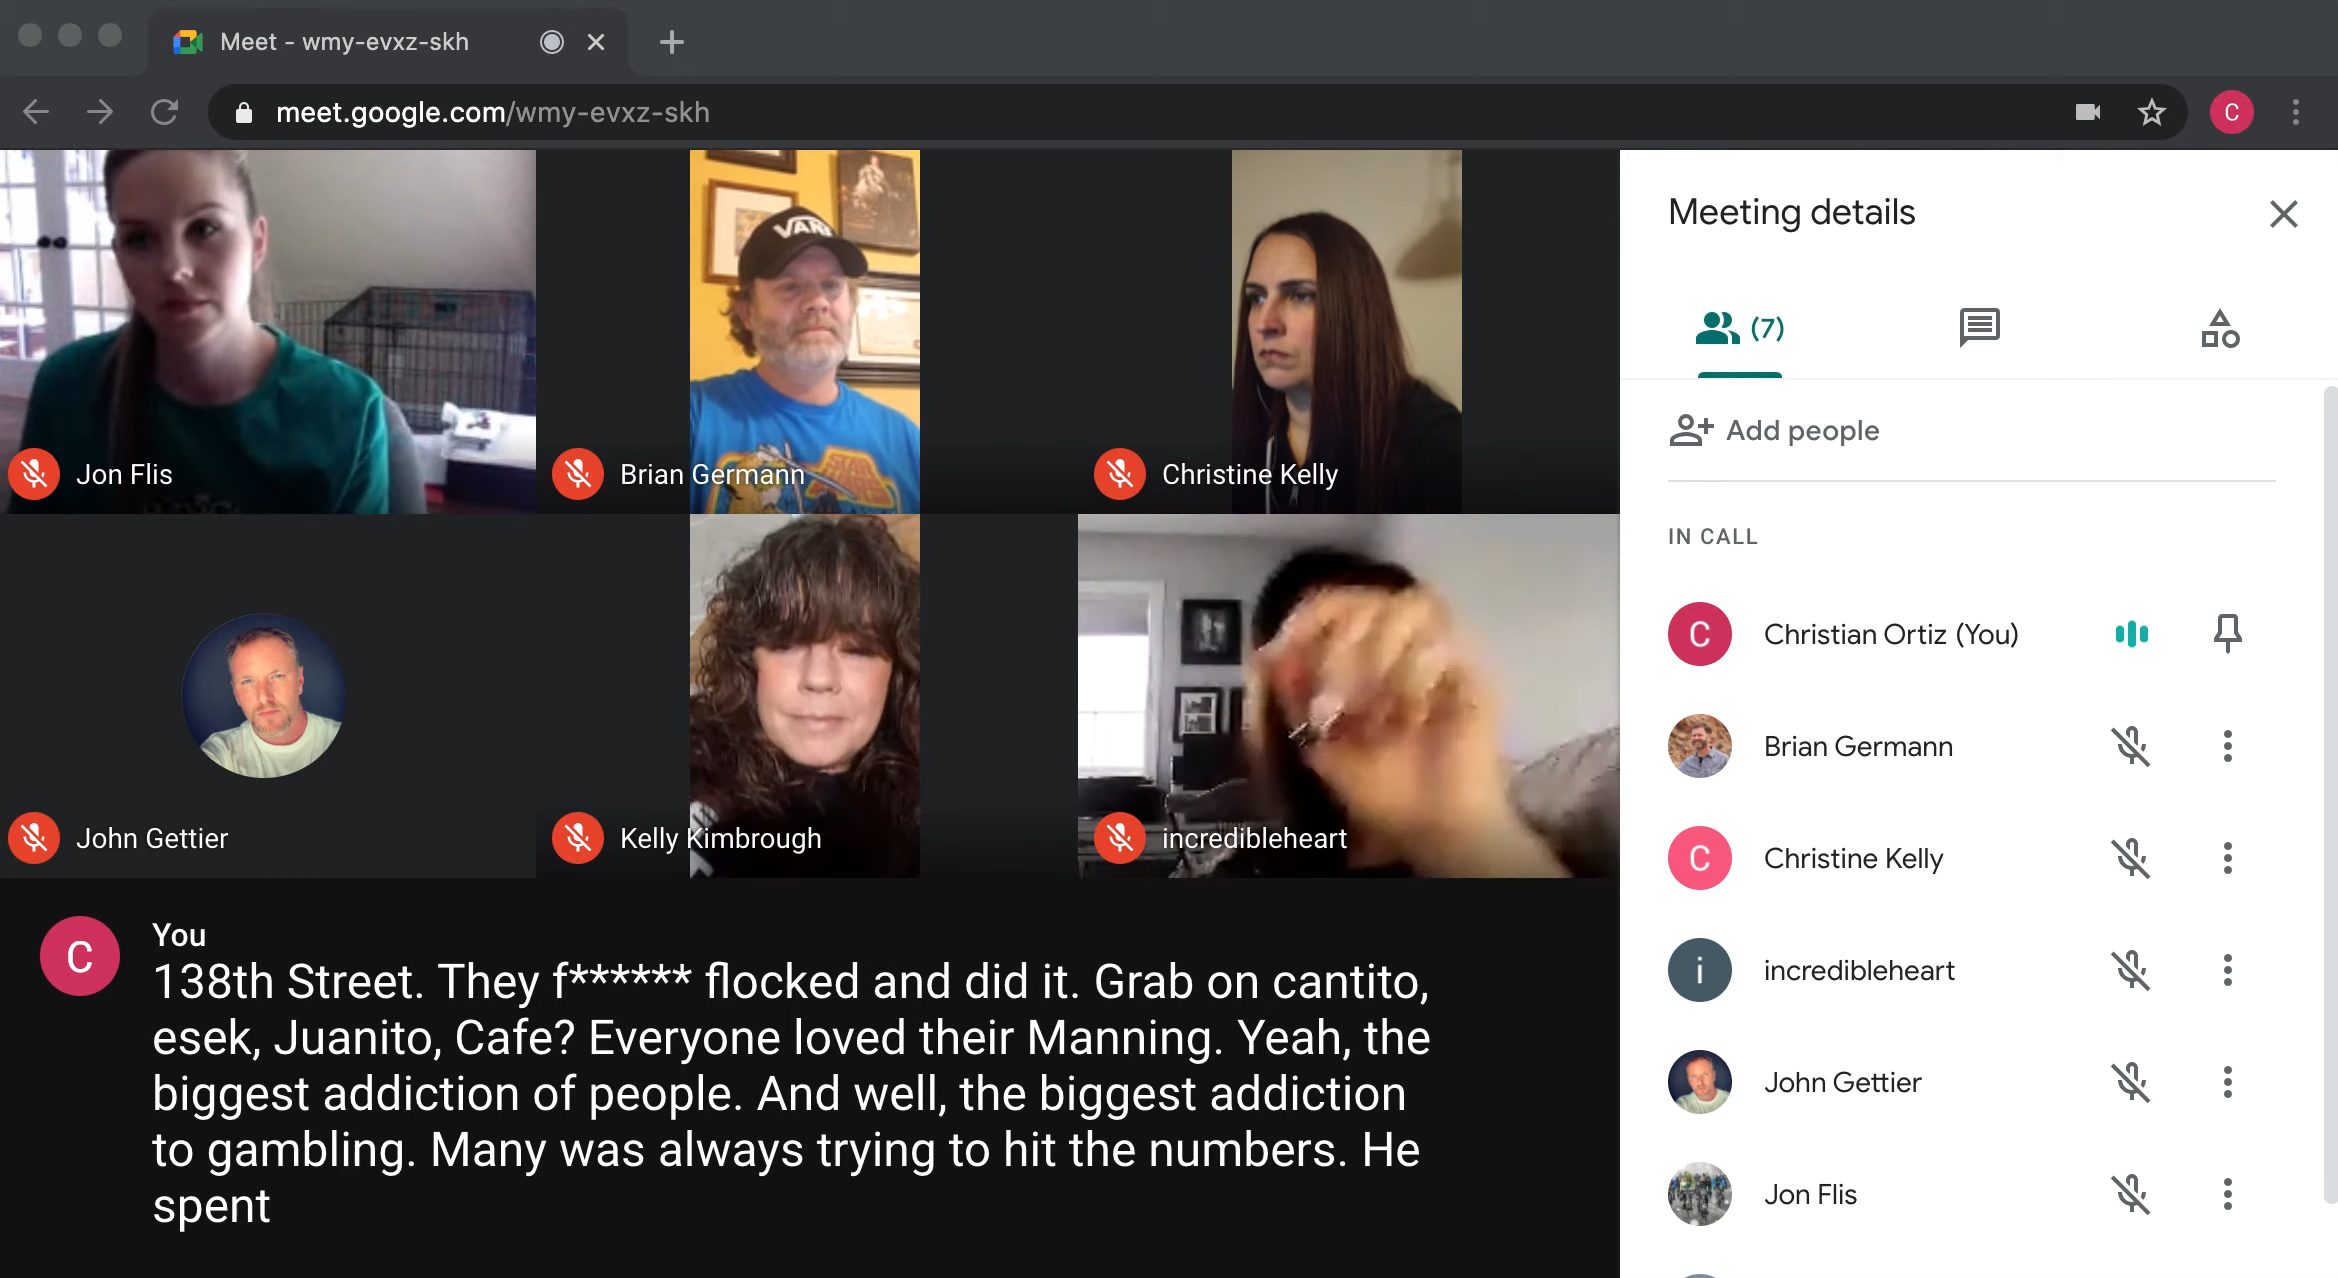 Meet - wmy-evxz-skh
meet.google.com/wmy-evxz-skh
C
VANS
Jon Flis
Brian Germann
Christine Kelly
John Gettier
Kelly Kimbrough
incredibleheart
C
You
138th Street. They f****** flocked and did it. Grab on cantito,
esek, Juanito, Cafe? Everyone loved their Manning. Yeah, the
biggest addiction of people. And well, the biggest addiction
to gambling. Many was always trying to hit the numbers. He
spent
Meeting details
(7)
Add people
IN CALL
C
Christian Ortiz (You)
Brian Germann
C
Christine Kelly
i
incredibleheart
John Gettier
Jon Flis